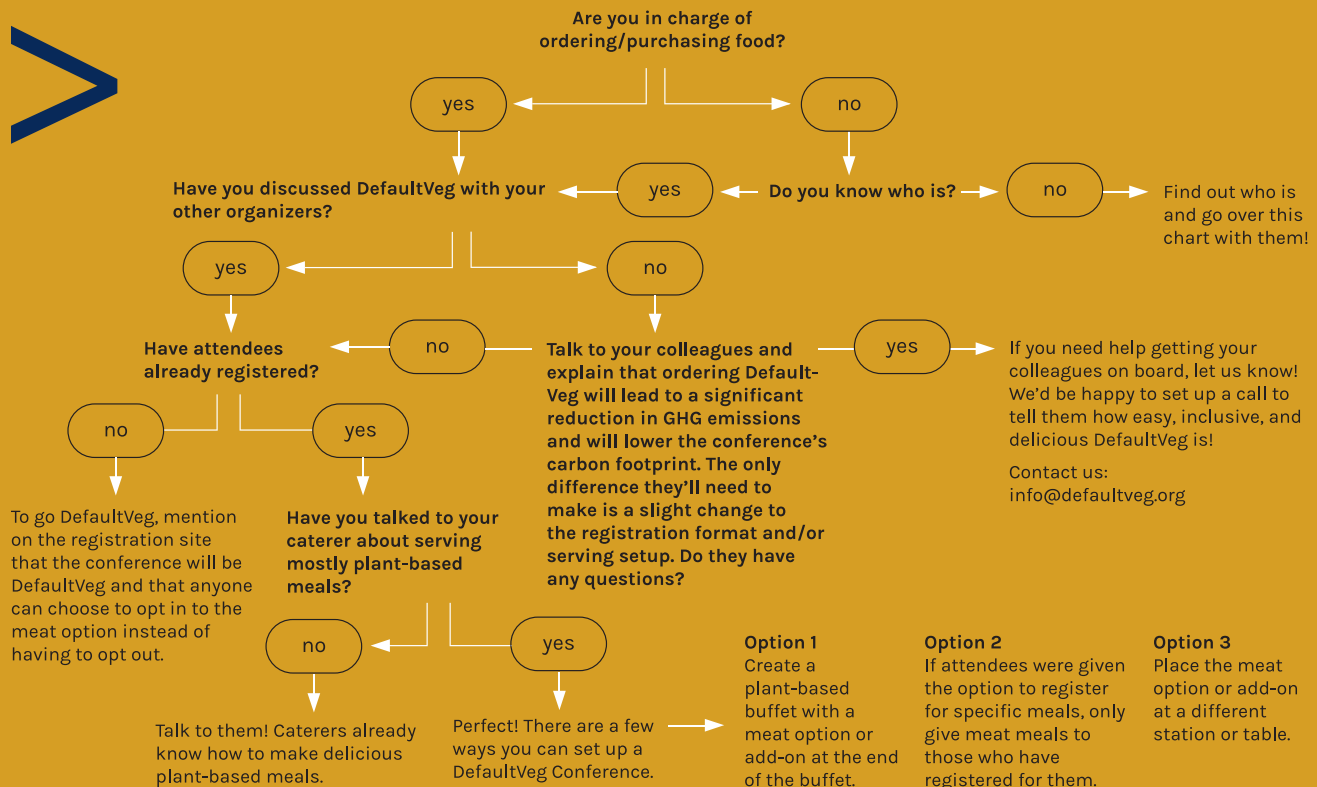 Are you in charge of
ordering/purchasing food?
yes
no
Have you discussed DefaultVeg with your
other organizers?
yes
Do you know who is?
no
Find out who is
and go over this
chart with them!
yes
no
Have attendees
already registered?
no
Talk to your colleagues and
explain that ordering Default-
Veg will lead to a significant
reduction in GHG emissions
and will lower the conference's
carbon footprint. The only
difference they'll need to
make is a slight change to
the registration format and/or
serving setup. Do they have
any questions?
yes
If you need help getting your
colleagues on board, let us know!
We'd be happy to set up a call to
tell them how easy, inclusive, and
delicious DefaultVeg is!
Contact us:
info@defaultveg.org
no
yes
To go DefaultVeg, mention
on the registration site
that the conference will be
DefaultVeg and that anyone
can choose to opt in to the
meat option instead of
having to opt out.
Have you talked to your
caterer about serving
mostly plant-based
meals?
no
yes
Talk to them! Caterers already
know how to make delicious
plant-based meals.
Perfect! There are a few
ways you can set up a
DefaultVeg Conference.
Option 1
Create a
plant-based
buffet with a
meat option or
add-on at the end
of the buffet.
Option 2
If attendees were given
the option to register
for specific meals, only
give meat meals to
those who have
registered for them.
Option 3
Place the meat
option or add-on
at a different
station or table.